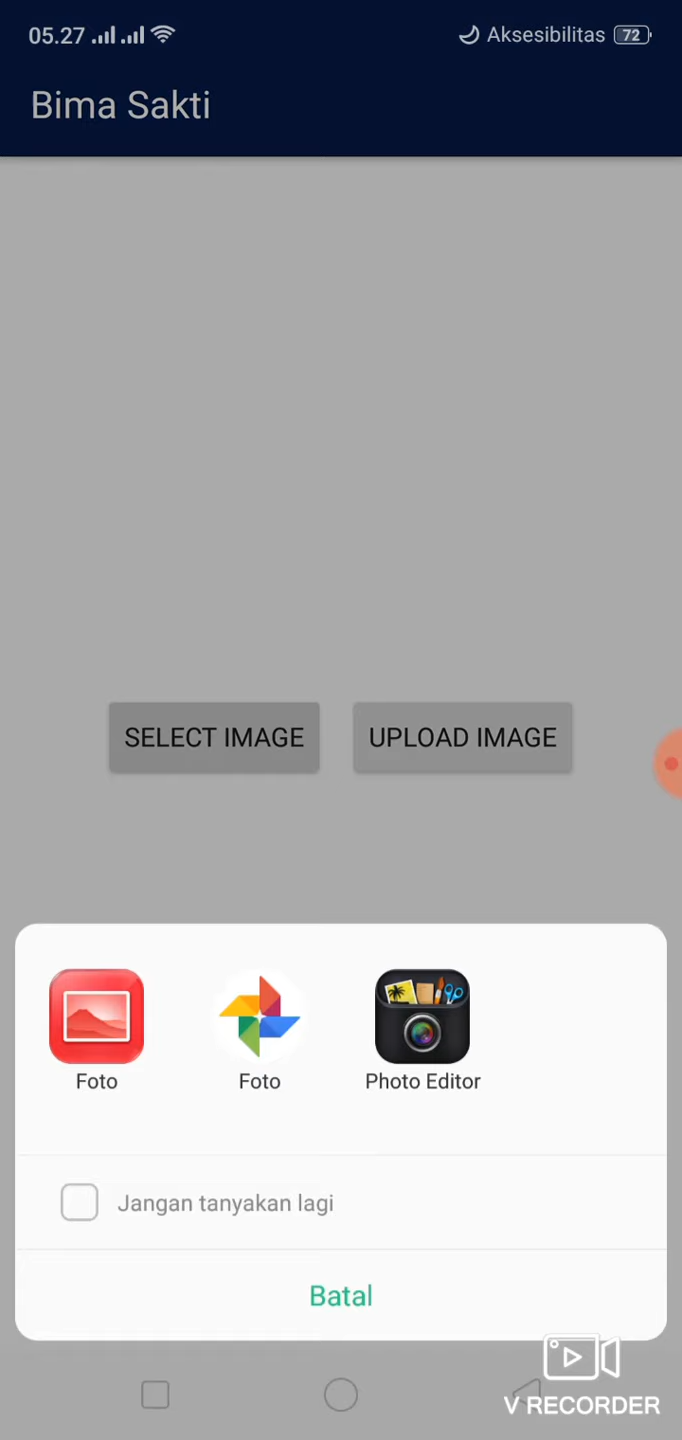 05.27
Aksesibilitas
72
Bima Sakti
SELECT IMAGE
UPLOAD IMAGE
Foto
Foto
Photo Editor
Jangan tanyakan lagi
Batal
V RECORDER